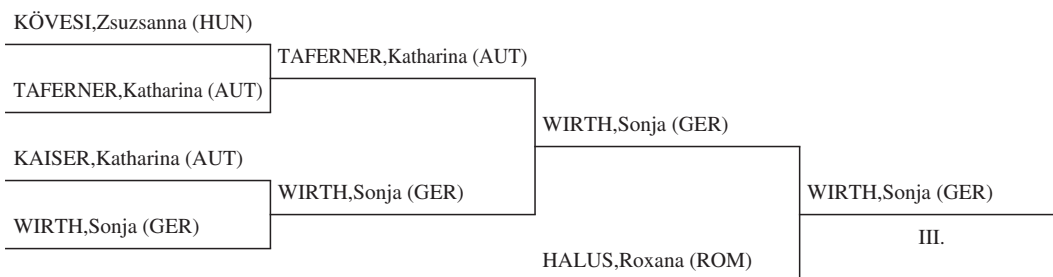 KÖVESI,Zsuzsanna (HUN)
TAFERNER,Katharina (AUT)
TAFERNER,Katharina (AUT)
WIRTH,Sonja (GER)
KAISER,Katharina (AUT)
WIRTH,Sonja (GER)
WIRTH,Sonja (GER)
WIRTH,Sonja (GER)
III.
HALUS,Roxana (ROM)